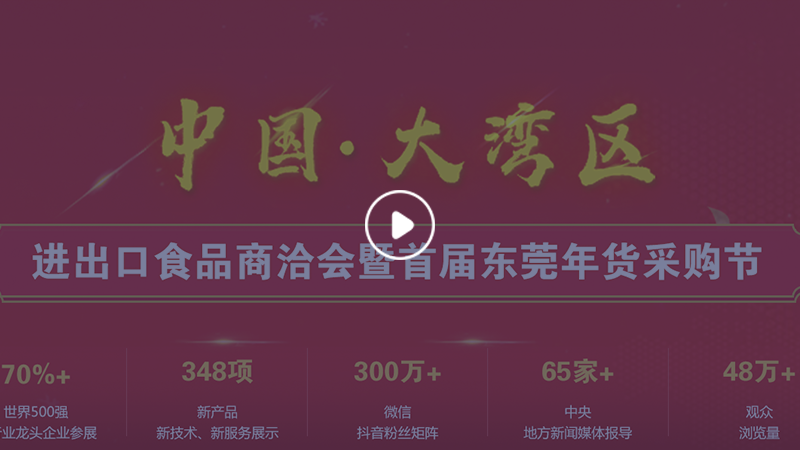 中国·大湾区
进出口食品商洽会暨首届东莞年货采购节
70%+ 348项 300万+ 65家+ 48万+
世界500强 新产品 微信 中央 观众
业龙头企业参展 新技术、新服务展示 抖音粉丝矩阵 地方新闻媒体报导 浏览量